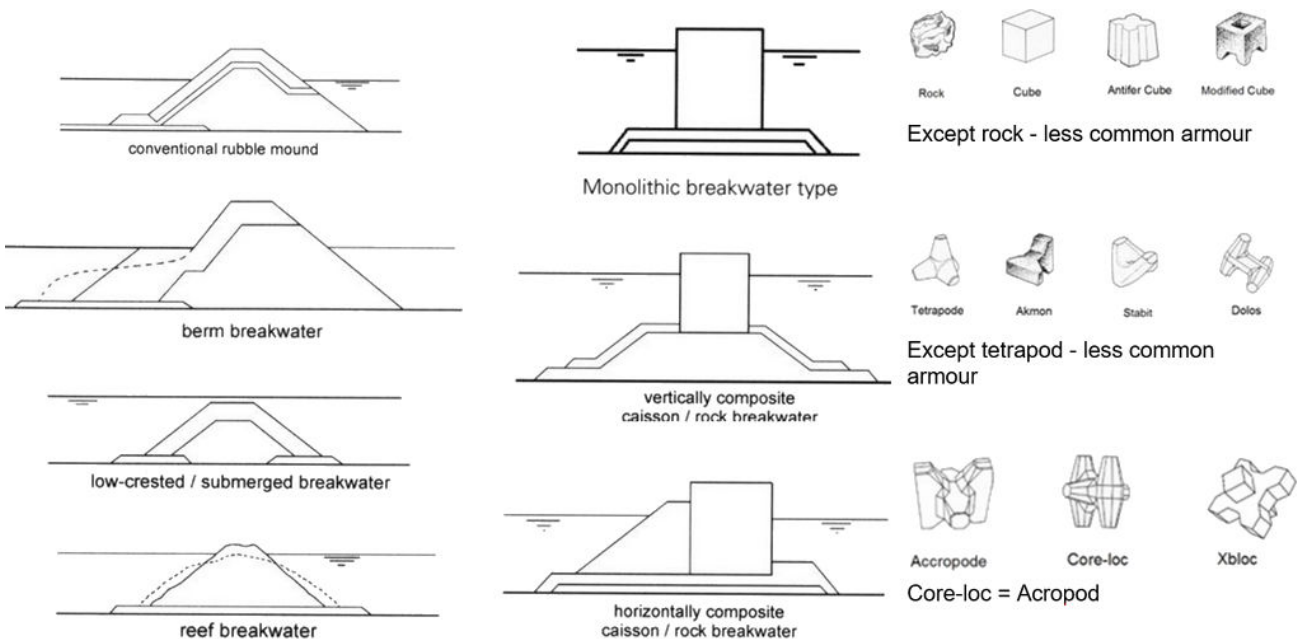 conventional rubble mound
berm breakwater
low-crested / submerged breakwater
reef breakwater
Monolithic breakwater type
vertically composite
caisson / rock breakwater
horizontally composite
caisson / rock breakwater
Rock
Cube
Antifer Cube
Modified Cube
Except rock - less common armour
Tetrapode
Akmon
Stabit
Dolos
Except tetrapod - less common
armour
Accropode
Core-loc
Xbloc
Core-loc = Acropod